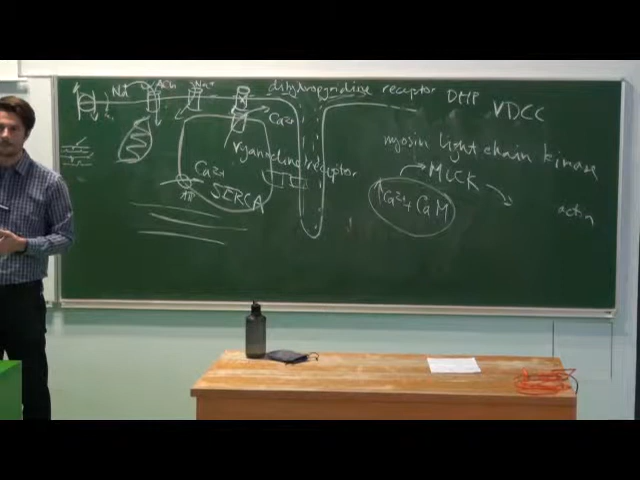 Na ACh Na+ dihydropyridine receptor DHP VDCC
Ca2+
myosin light chain kinase
ryanodine receptor
Ca2+
MLCK
SERCA
↑Ca2+ + CaM
actin